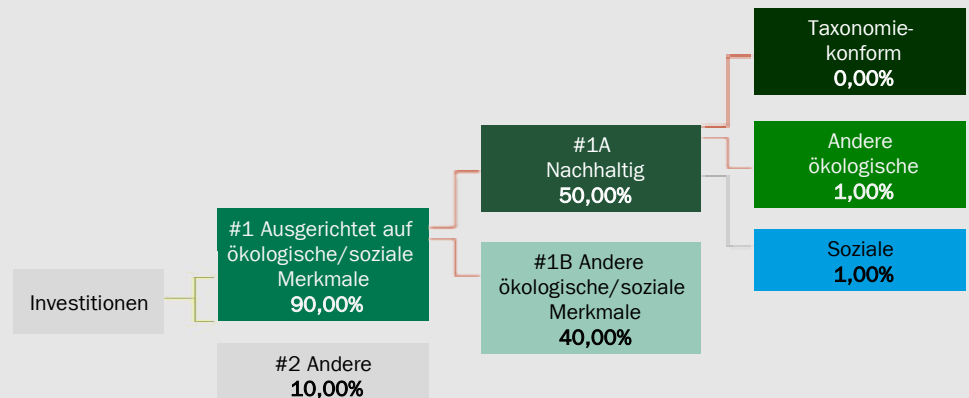 Investitionen
#1 Ausgerichtet auf
ökologische/soziale
Merkmale
90,00%
#2 Andere
10,00%
#1A
Nachhaltig
50,00%
#1B Andere
ökologische/soziale
Merkmale
40,00%
Taxonomie-
konform
0,00%
Andere
ökologische
1,00%
Soziale
1,00%